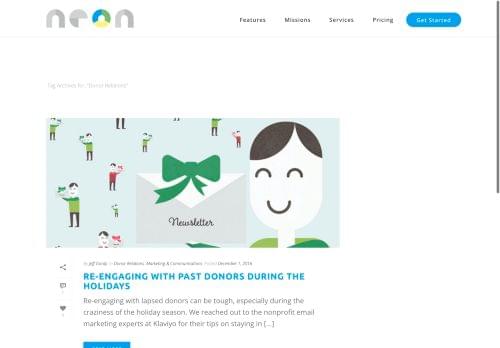 neon
Features
Missions
Services
Pricing
Get Started
Tag Archives for: "Donor Relations"
Newsletter
By Jeff Gordy In Donor Relations, Marketing & Communications Posted December 1, 2016
RE-ENGAGING WITH PAST DONORS DURING THE
HOLIDAYS
Re-engaging with lapsed donors can be tough, especially during the
craziness of the holiday season. We reached out to the nonprofit email
marketing experts at Klaviyo for their tips on staying in [...]